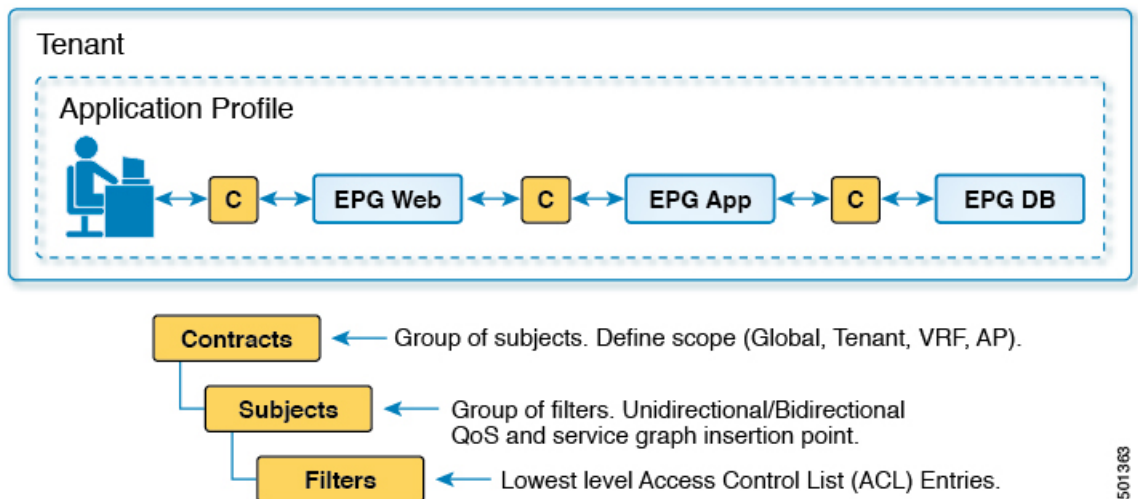 Tenant
Application Profile
C
EPG Web
C
EPG App
C
EPG DB
Contracts
Group of subjects. Define scope (Global, Tenant, VRF, AP).
Subjects
Group of filters. Unidirectional/Bidirectional
QoS and service graph insertion point.
Filters
Lowest level Access Control List (ACL) Entries.
501363